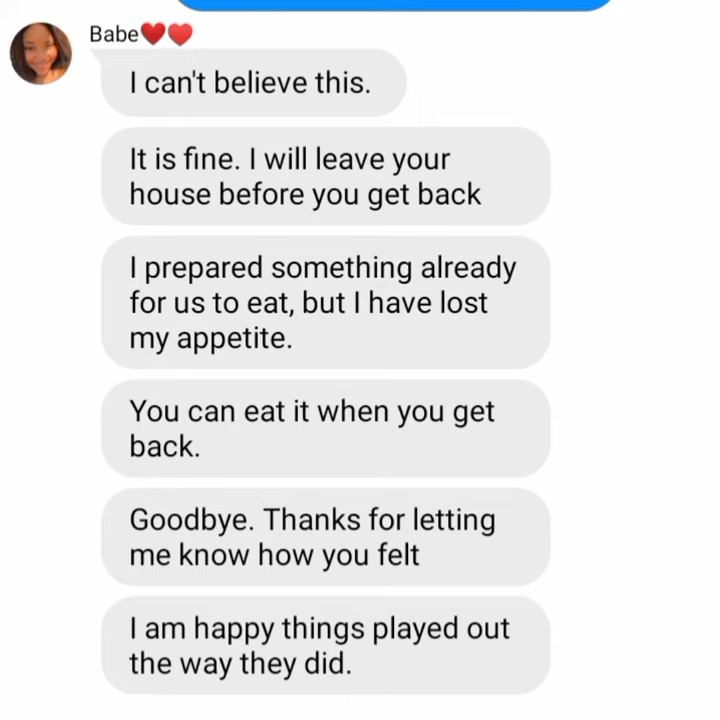 Babe❤️❤️
I can't believe this.
It is fine. I will leave your
house before you get back
I prepared something already
for us to eat, but I have lost
my appetite.
You can eat it when you get
back.
Goodbye. Thanks for letting
me know how you felt
I am happy things played out
the way they did.